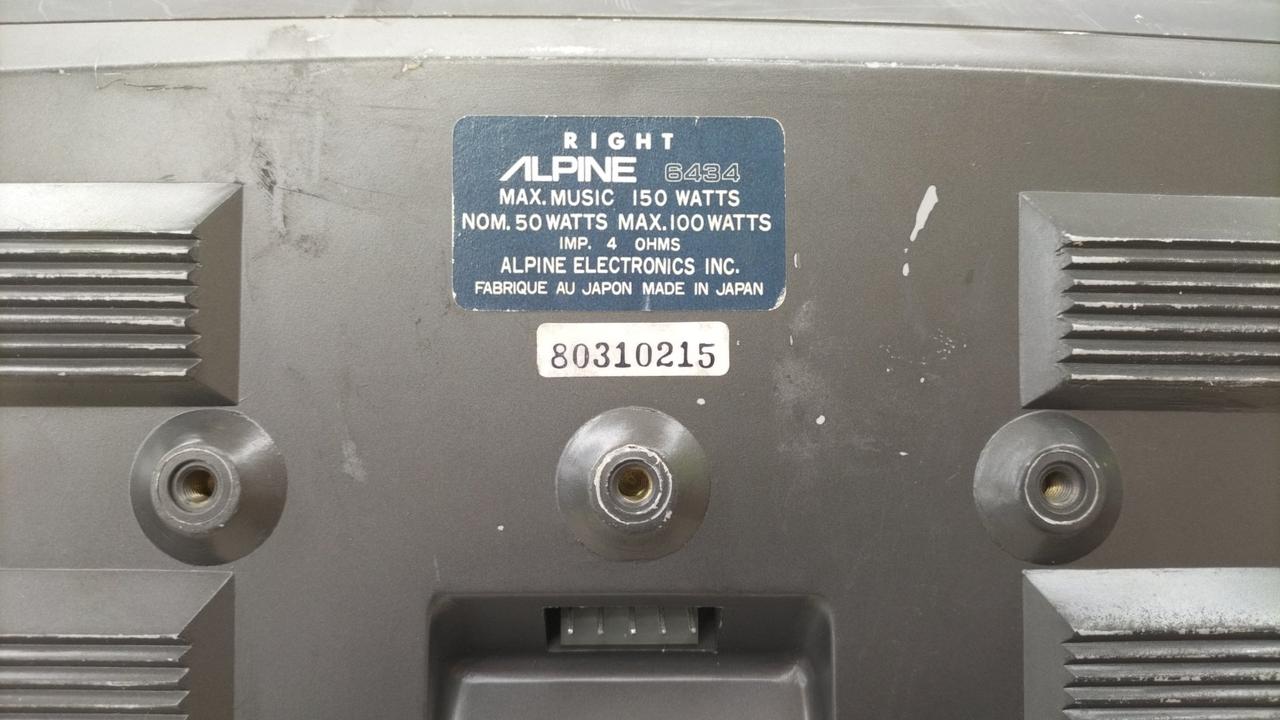 RIGHT
ALPINE 6434
MAX. MUSIC 150 WATTS
NOM. 50 WATTS MAX. 100 WATTS
IMP. 4 OHMS
ALPINE ELECTRONICS INC.
FABRIQUE AU JAPON MADE IN JAPAN
80310215